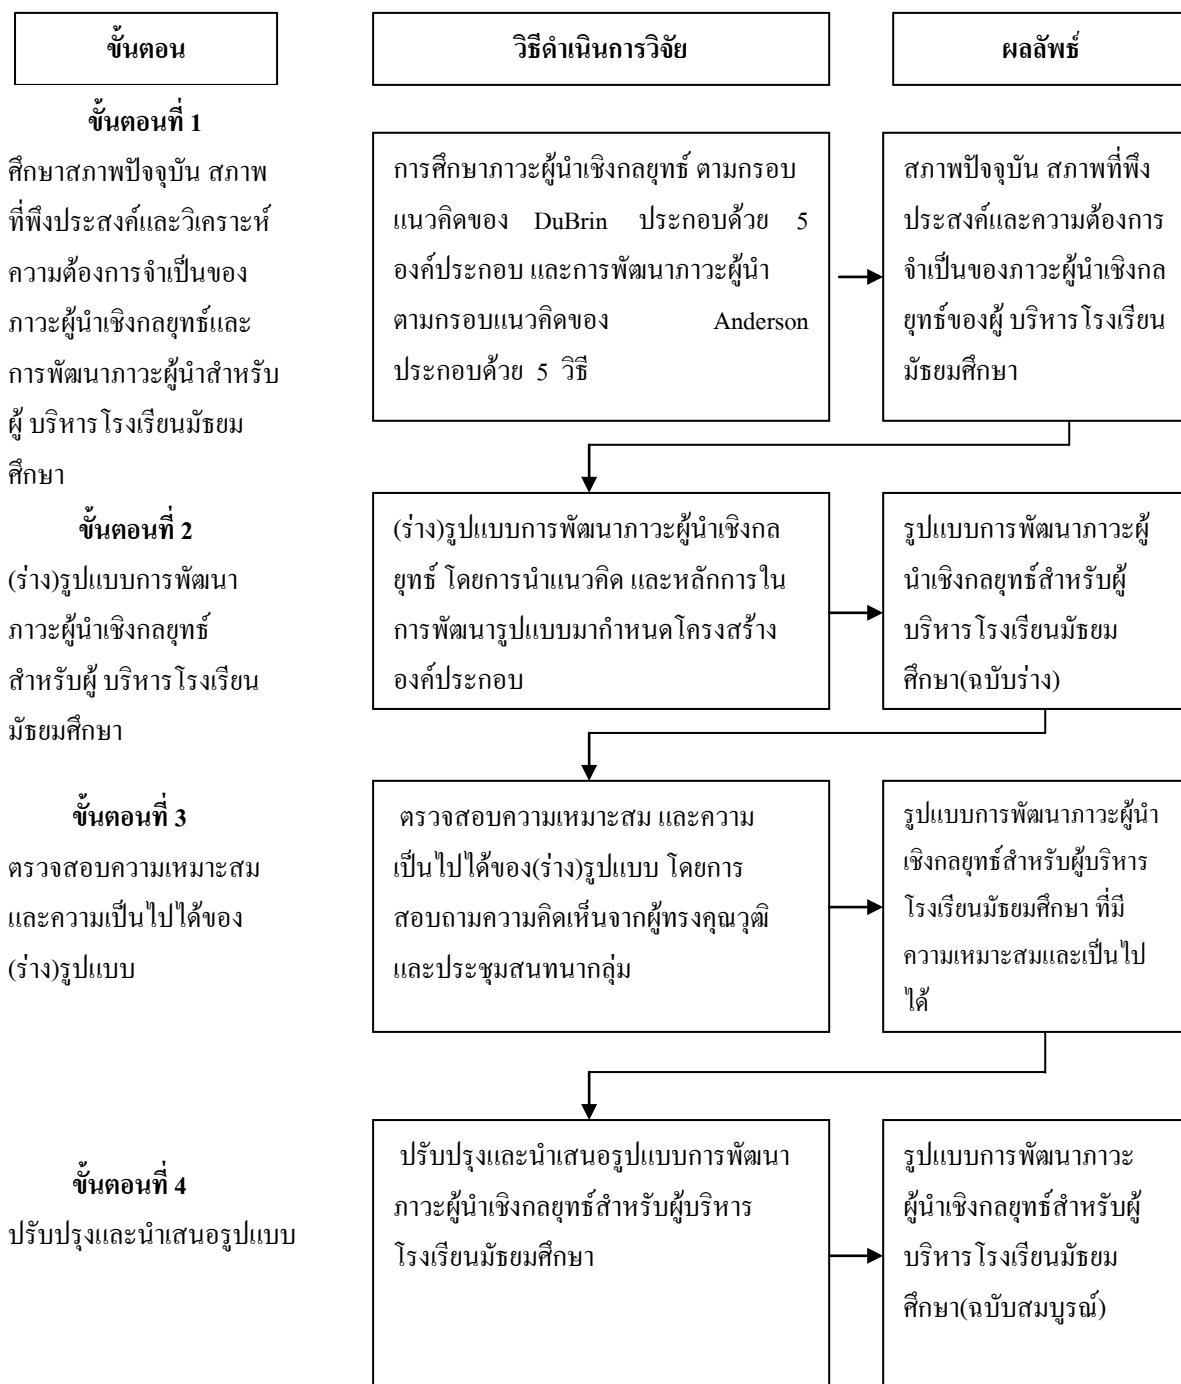 ขั้นตอน
วิธีดำเนินการวิจัย
ผลลัพธ์
ขั้นตอนที่ 1
ศึกษาสภาพปัจจุบัน สภาพ
ที่พึงประสงค์และวิเคราะห์
ความต้องการจำเป็นของ
ภาวะผู้นำเชิงกลยุทธ์และ
การพัฒนาภาวะผู้นำสำหรับ
ผู้ บริหารโรงเรียนมัธยม
ศึกษา
การศึกษาภาวะผู้นำเชิงกลยุทธ์ ตามกรอบ
แนวคิดของ DuBrin ประกอบด้วย 5
องค์ประกอบ และการพัฒนาภาวะผู้นำ
ตามกรอบแนวคิดของ Anderson
ประกอบด้วย 5 วิธี
สภาพปัจจุบัน สภาพที่พึง
ประสงค์และความต้องการ
จำเป็นของภาวะผู้นำเชิงกล
ยุทธ์ของผู้ บริหารโรงเรียน
มัธยมศึกษา
ขั้นตอนที่ 2
(ร่าง)รูปแบบการพัฒนา
ภาวะผู้นำเชิงกลยุทธ์
สำหรับผู้ บริหารโรงเรียน
มัธยมศึกษา
(ร่าง)รูปแบบการพัฒนาภาวะผู้นำเชิงกล
ยุทธ์ โดยการนำแนวคิด และหลักการใน
การพัฒนารูปแบบมากำหนดโครงสร้าง
องค์ประกอบ
รูปแบบการพัฒนาภาวะผู้
นำเชิงกลยุทธ์สำหรับผู้
บริหารโรงเรียนมัธยม
ศึกษา(ฉบับร่าง)
ขั้นตอนที่ 3
ตรวจสอบความเหมาะสม
และความเป็นไปได้ของ
(ร่าง)รูปแบบ
ตรวจสอบความเหมาะสม และความ
เป็นไปได้ของ(ร่าง)รูปแบบ โดยการ
สอบถามความคิดเห็นจากผู้ทรงคุณวุฒิ
และประชุมสนทนากลุ่ม
รูปแบบการพัฒนาภาวะผู้นำ
เชิงกลยุทธ์สำหรับผู้บริหาร
โรงเรียนมัธยมศึกษา ที่มี
ความเหมาะสมและเป็นไป
ได้
ขั้นตอนที่ 4
ปรับปรุงและนำเสนอรูปแบบ
ปรับปรุงและนำเสนอรูปแบบการพัฒนา
ภาวะผู้นำเชิงกลยุทธ์สำหรับผู้บริหาร
โรงเรียนมัธยมศึกษา
รูปแบบการพัฒนาภาวะ
ผู้นำเชิงกลยุทธ์สำหรับผู้
บริหารโรงเรียนมัธยม
ศึกษา(ฉบับสมบูรณ์)